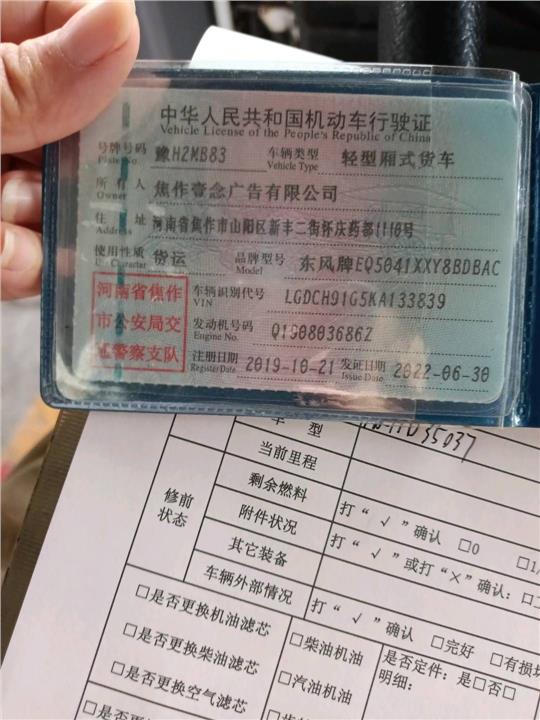 中华人民共和国机动车行驶证
Vehicle License of the People's Republic of China
号牌号码 豫H2MB83 车辆类型 轻型厢式货车
Plate No. Vehicle Type
所有人 焦作壹念广告有限公司
Owner
住址 河南省焦作市山阳区新丰二街怀庆药都1110号
Address
使用性质 货运 品牌型号 东风牌EQ5041XXY8BDBAC
Use Character Model
河南省焦作
市公安局交
通警察支队
车辆识别代号 LGDCH91G5KA133839
VIN
发动机号码 Q190803686Z
Engine No.
注册日期 2019-10-21 发证日期 2022-06-30
Register Date Issue Date
车型
当前里程
修前
状态
剩余燃料
附件状况 打“√”确认 □0
其它装备 打“√”或打“×”确认：
车辆外部情况 打“√”确认 □完好 □有损
□是否更换机油滤芯
□是否更换柴油滤芯
□是否更换空气滤芯
□是否更换
□柴油机油
□汽油机油
是否定件：是□否□
明细：